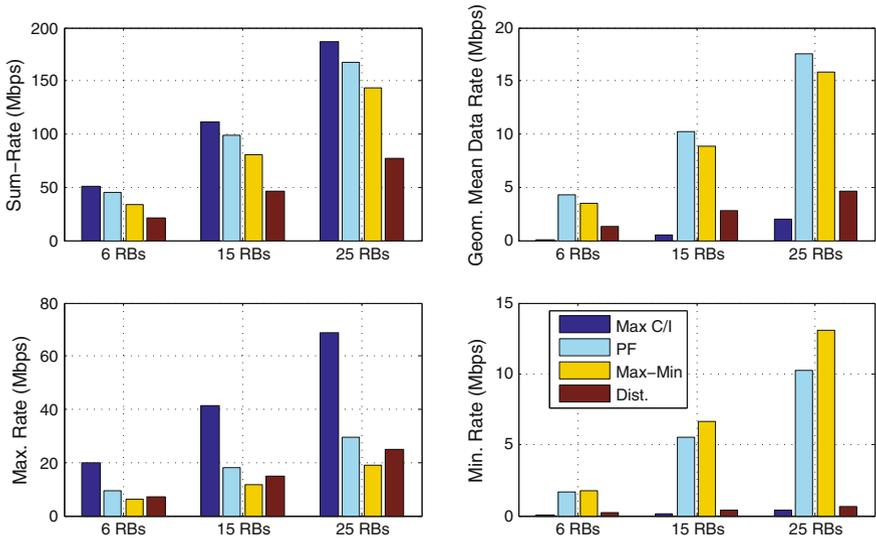 Sum−Rate (Mbps)
200
150
100
50
0
6 RBs
15 RBs
25 RBs
Geom. Mean Data Rate (Mbps)
20
15
10
5
0
6 RBs
15 RBs
25 RBs
Max. Rate (Mbps)
80
60
40
20
0
6 RBs
15 RBs
25 RBs
Min. Rate (Mbps)
15
10
5
0
Max C/I
PF
Max−Min
Dist.
6 RBs
15 RBs
25 RBs